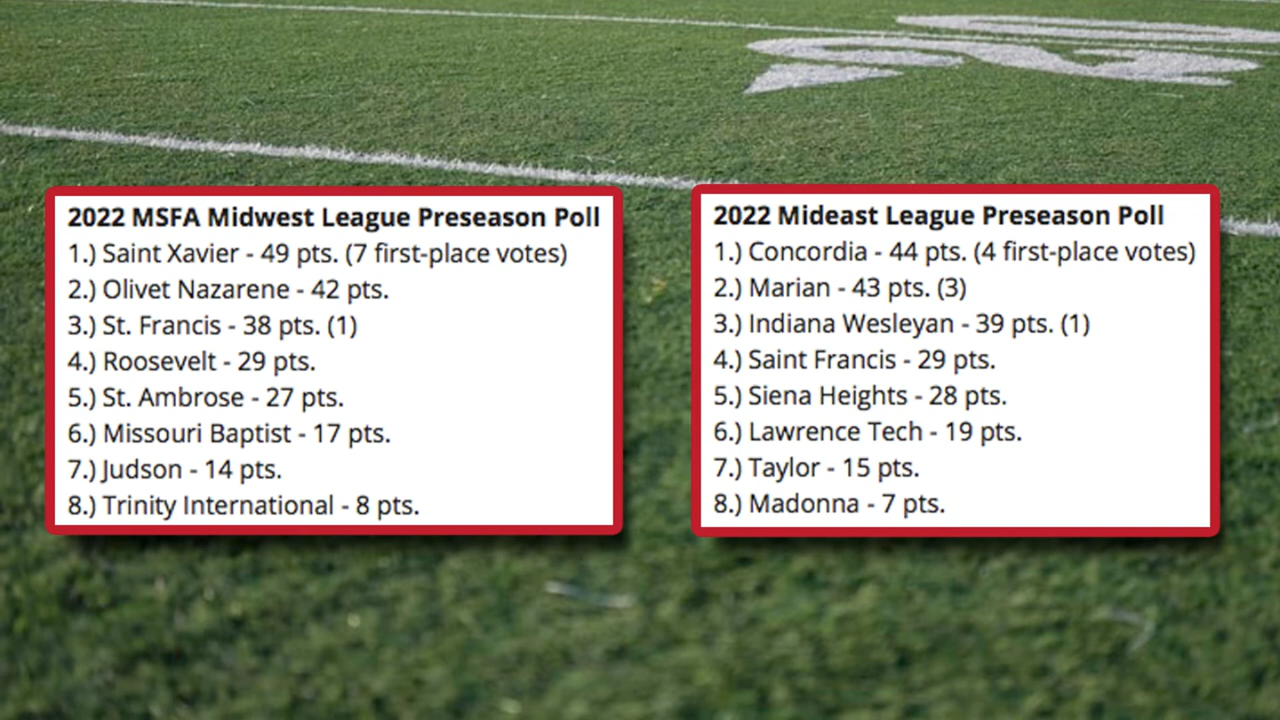 2022 MSFA Midwest League Preseason Poll
1.) Saint Xavier - 49 pts. (7 first-place votes)
2.) Olivet Nazarene - 42 pts.
3.) St. Francis - 38 pts. (1)
4.) Roosevelt - 29 pts.
5.) St. Ambrose - 27 pts.
6.) Missouri Baptist - 17 pts.
7.) Judson - 14 pts.
8.) Trinity International - 8 pts.
2022 Mideast League Preseason Poll
1.) Concordia - 44 pts. (4 first-place votes)
2.) Marian - 43 pts. (3)
3.) Indiana Wesleyan - 39 pts. (1)
4.) Saint Francis - 29 pts.
5.) Siena Heights - 28 pts.
6.) Lawrence Tech - 19 pts.
7.) Taylor - 15 pts.
8.) Madonna - 7 pts.